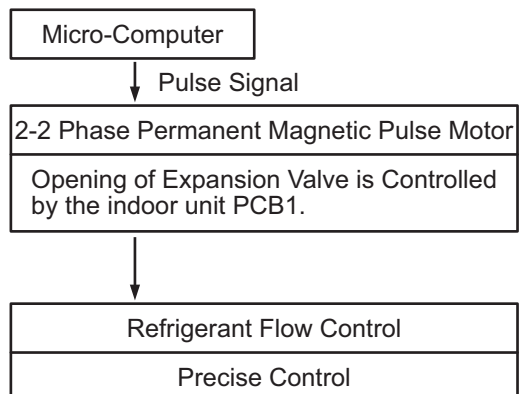 Micro-Computer
Pulse Signal
2-2 Phase Permanent Magnetic Pulse Motor
Opening of Expansion Valve is Controlled
by the indoor unit PCB1.
Refrigerant Flow Control
Precise Control